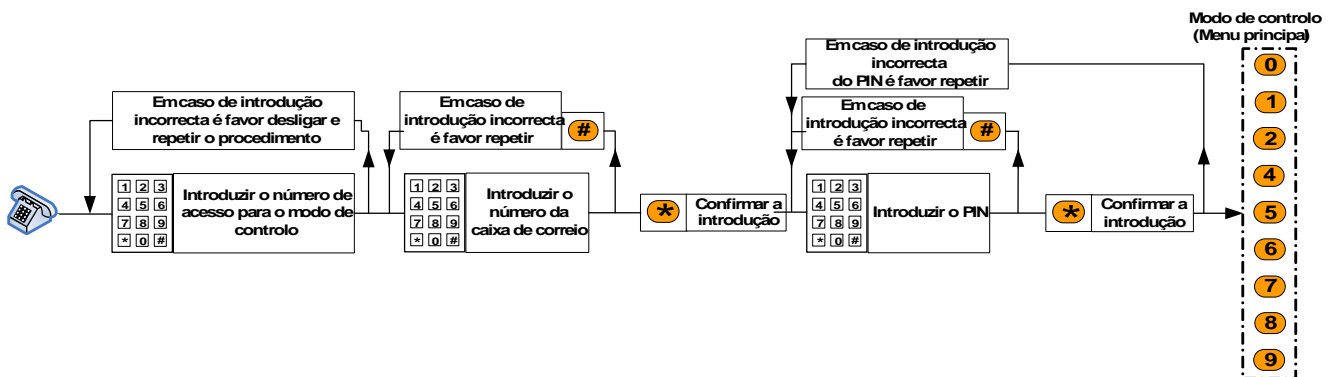 Modo de controlo
(Menu principal)
Em caso de introdução
incorrecta
do PIN é favor repetir
Em caso de introdução
incorrecta é favor desligar e
repetir o procedimento
Em caso de
introdução incorrecta
é favor repetir
#
Em caso de
introdução incorrecta
é favor repetir
#
1 2 3
4 5 6
7 8 9
* 0 #
Introduzir o número de
acesso para o modo de
controlo
1 2 3
4 5 6
7 8 9
* 0 #
Introduzir o
número da
caixa de correio
*
Confirmar a
introdução
1 2 3
4 5 6
7 8 9
* 0 #
Introduzir o PIN
*
Confirmar a
introdução
0
1
2
4
5
6
7
8
9